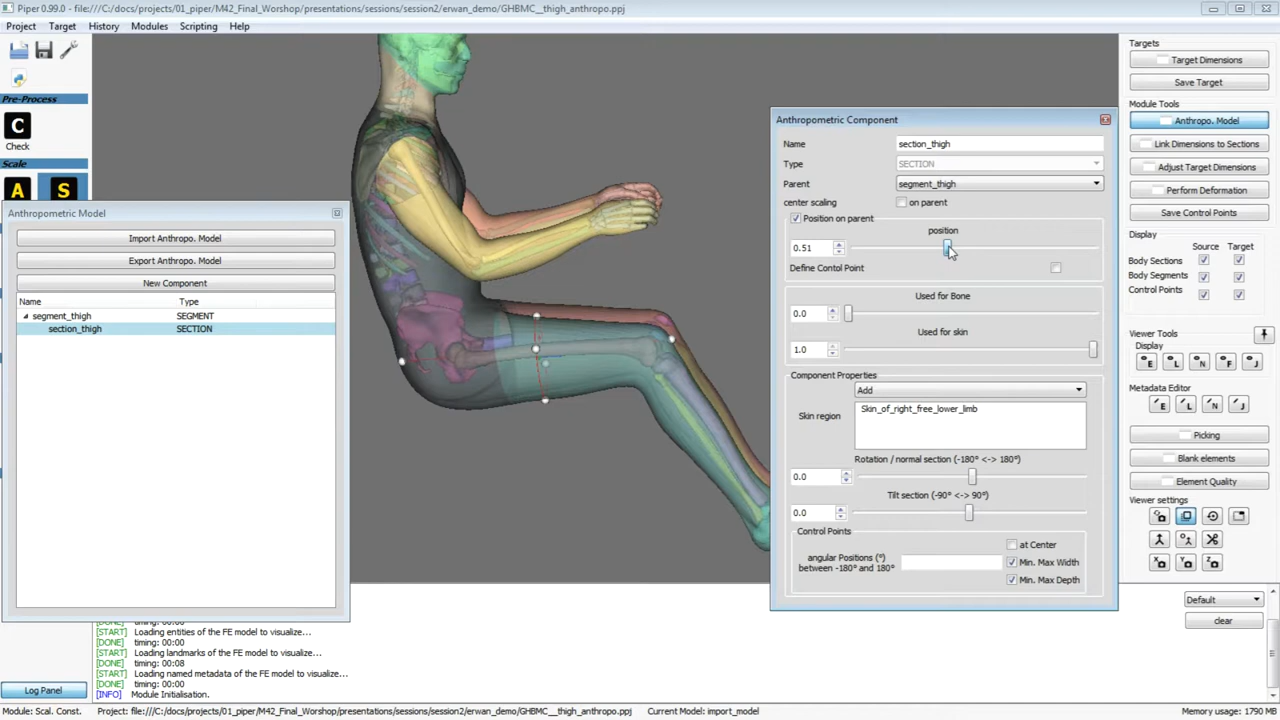 Piper 0.99.0 - file:///C:/docs/projects/01_piper/M42_Final_Worshop/presentations/sessions/session2/erwan_demo/GHBMC__thigh_anthropo.ppj
Project Target History Modules Scripting Help
Pre-Process
C
Check
Scale
A S
Anthropometric Model
Import Anthropo. Model
Export Anthropo. Model
New Component
Name Type
segment_thigh SEGMENT
section_thigh SECTION
Anthropometric Component
Name section_thigh
Type SECTION
Parent segment_thigh
center scaling on parent
Position on parent
position
0.51
Define Contol Point
Used for Bone
0.0
Used for skin
1.0
Component Properties
Add
Skin region Skin_of_right_free_lower_limb
Rotation / normal section (-180° <-> 180°)
0.0
Tilt section (-90° <-> 90°)
0.0
Control Points
at Center
angular Positions (°)
between -180° and 180°
Min. Max Width
Min. Max Depth
Targets
Target Dimensions
Save Target
Module Tools
Anthropo. Model
Link Dimensions to Sections
Adjust Target Dimensions
Perform Deformation
Save Control Points
Display
Source Target
Body Sections
Body Segments
Control Points
Viewer Tools
Display
E L N F J
Metadata Editor
E L N J
Picking
Blank elements
Element Quality
Viewer settings
X Y Z
Default
clear
[DONE] timing: 00:00
[START] Loading entities of the FE model to visualize...
[DONE] timing: 00:00
[START] Loading landmarks of the FE model to visualize...
[DONE] timing: 00:08
[START] Loading named metadata of the FE model to visualize...
[DONE] timing: 00:00
[INFO] Module Initialisation.
Log Panel
Module: Scal. Const. Project: file:///C:/docs/projects/01_piper/M42_Final_Worshop/presentations/sessions/session2/erwan_demo/GHBMC__thigh_anthropo.ppj Current Model: import_model Memory usage: 1790 MB